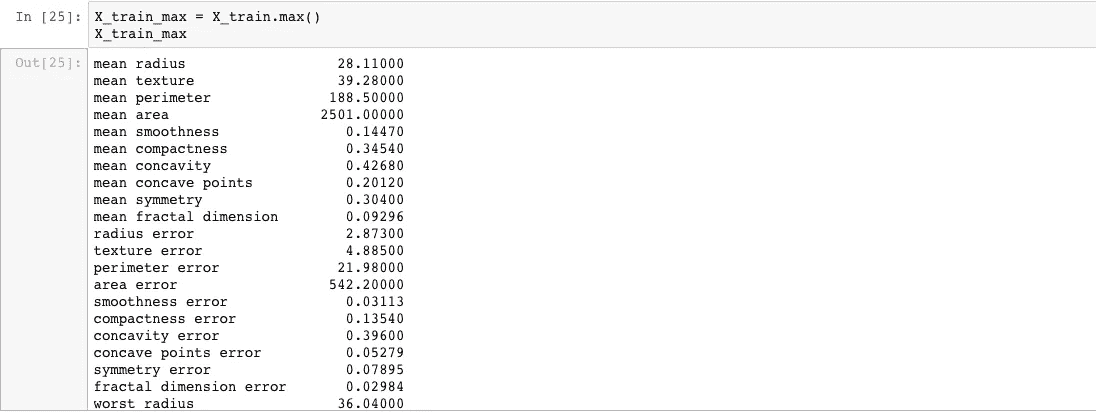 In [25]: X_train_max = X_train.max()
X_train_max
Out[25]: mean radius 28.11000
mean texture 39.28000
mean perimeter 188.50000
mean area 2501.00000
mean smoothness 0.14470
mean compactness 0.34540
mean concavity 0.42680
mean concave points 0.20120
mean symmetry 0.30400
mean fractal dimension 0.09296
radius error 2.87300
texture error 4.88500
perimeter error 21.98000
area error 542.20000
smoothness error 0.03113
compactness error 0.13540
concavity error 0.39600
concave points error 0.05279
symmetry error 0.07895
fractal dimension error 0.02984
worst radius 36.04000